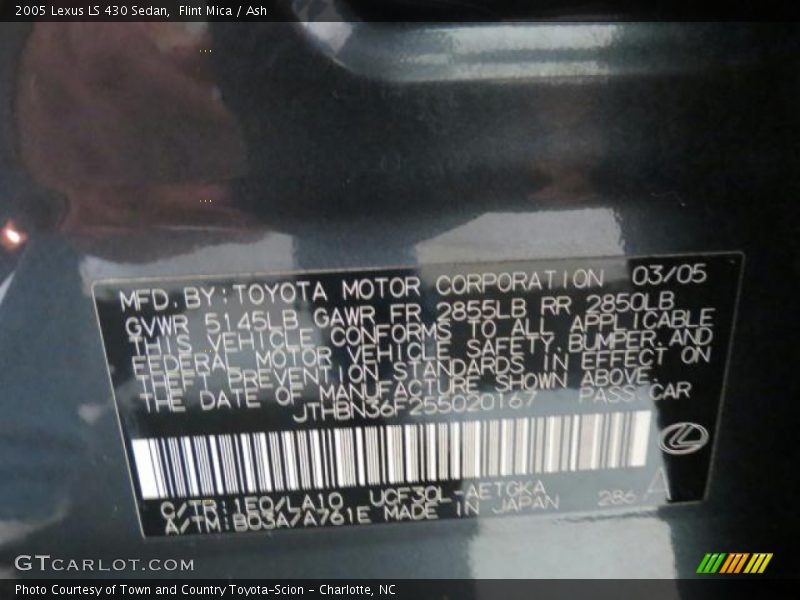 2005 Lexus LS 430 Sedan, Flint Mica / Ash
MFD. BY: TOYOTA MOTOR CORPORATION 03/05
GVWR 5145LB GAWR FR 2855LB RR 2850LB
THIS VEHICLE CONFORMS TO ALL APPLICABLE
FEDERAL MOTOR VEHICLE SAFETY, BUMPER, AND
THEFT PREVENTION STANDARDS IN EFFECT ON
THE DATE OF MANUFACTURE SHOWN ABOVE.
JTHBN36F255020167 PASS CAR
C/TR: 1E0/LA10 UCF30L-AETGKA
A/TM: B03A/A761E MADE IN JAPAN 286 A
GTCARLOT.COM
Photo Courtesy of Town and Country Toyota-Scion - Charlotte, NC